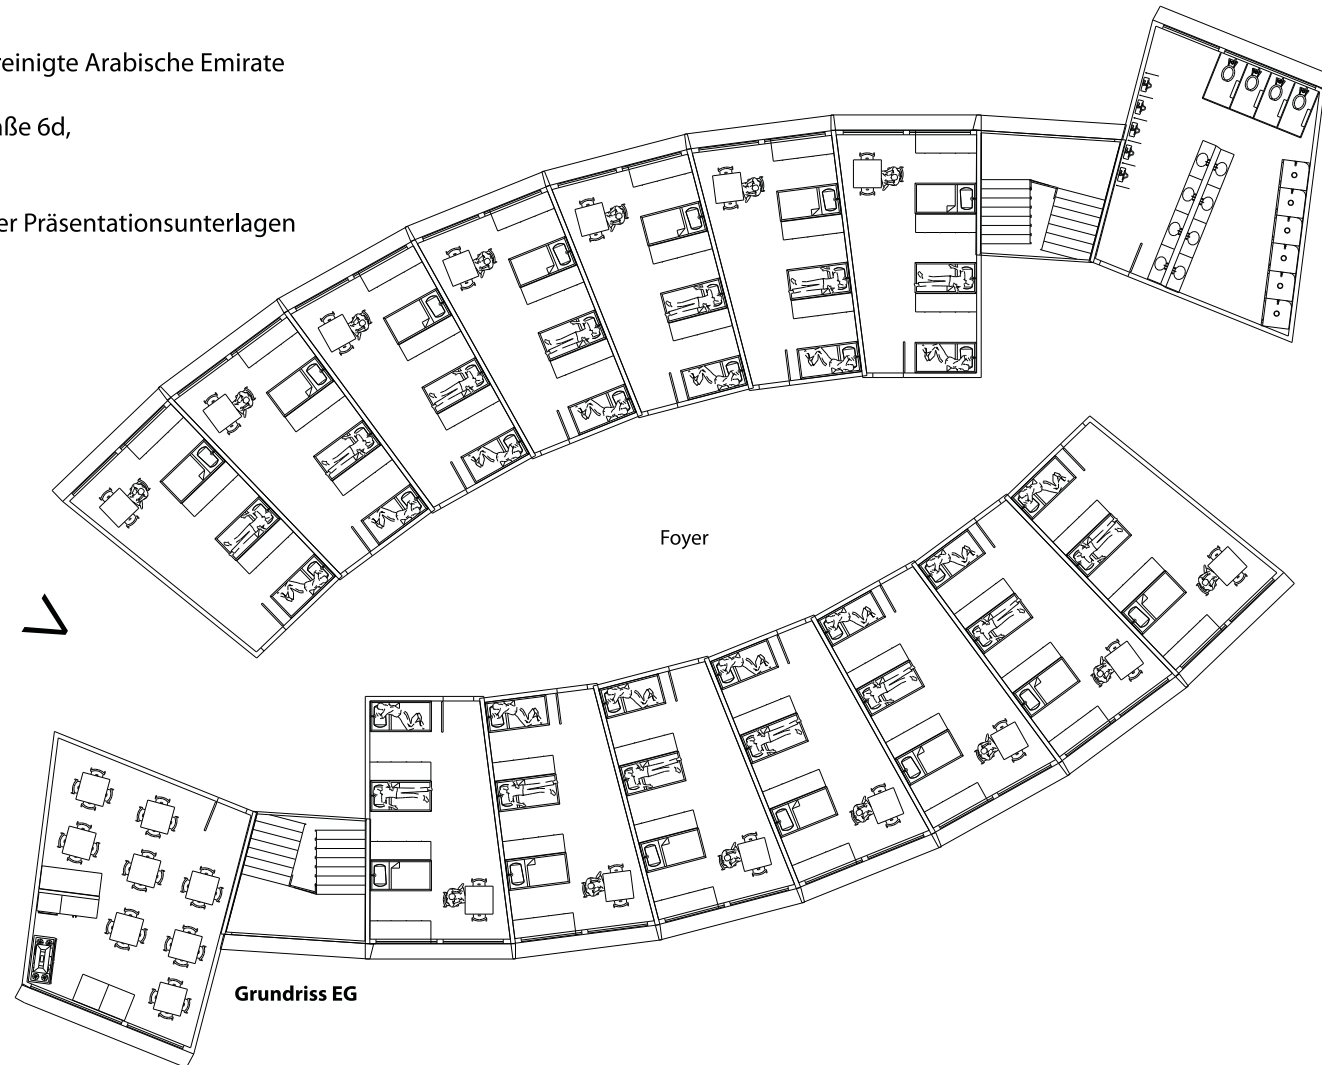 reinigte Arabische Emirate
aße 6d,
er Präsentationsunterlagen
Foyer
Grundriss EG